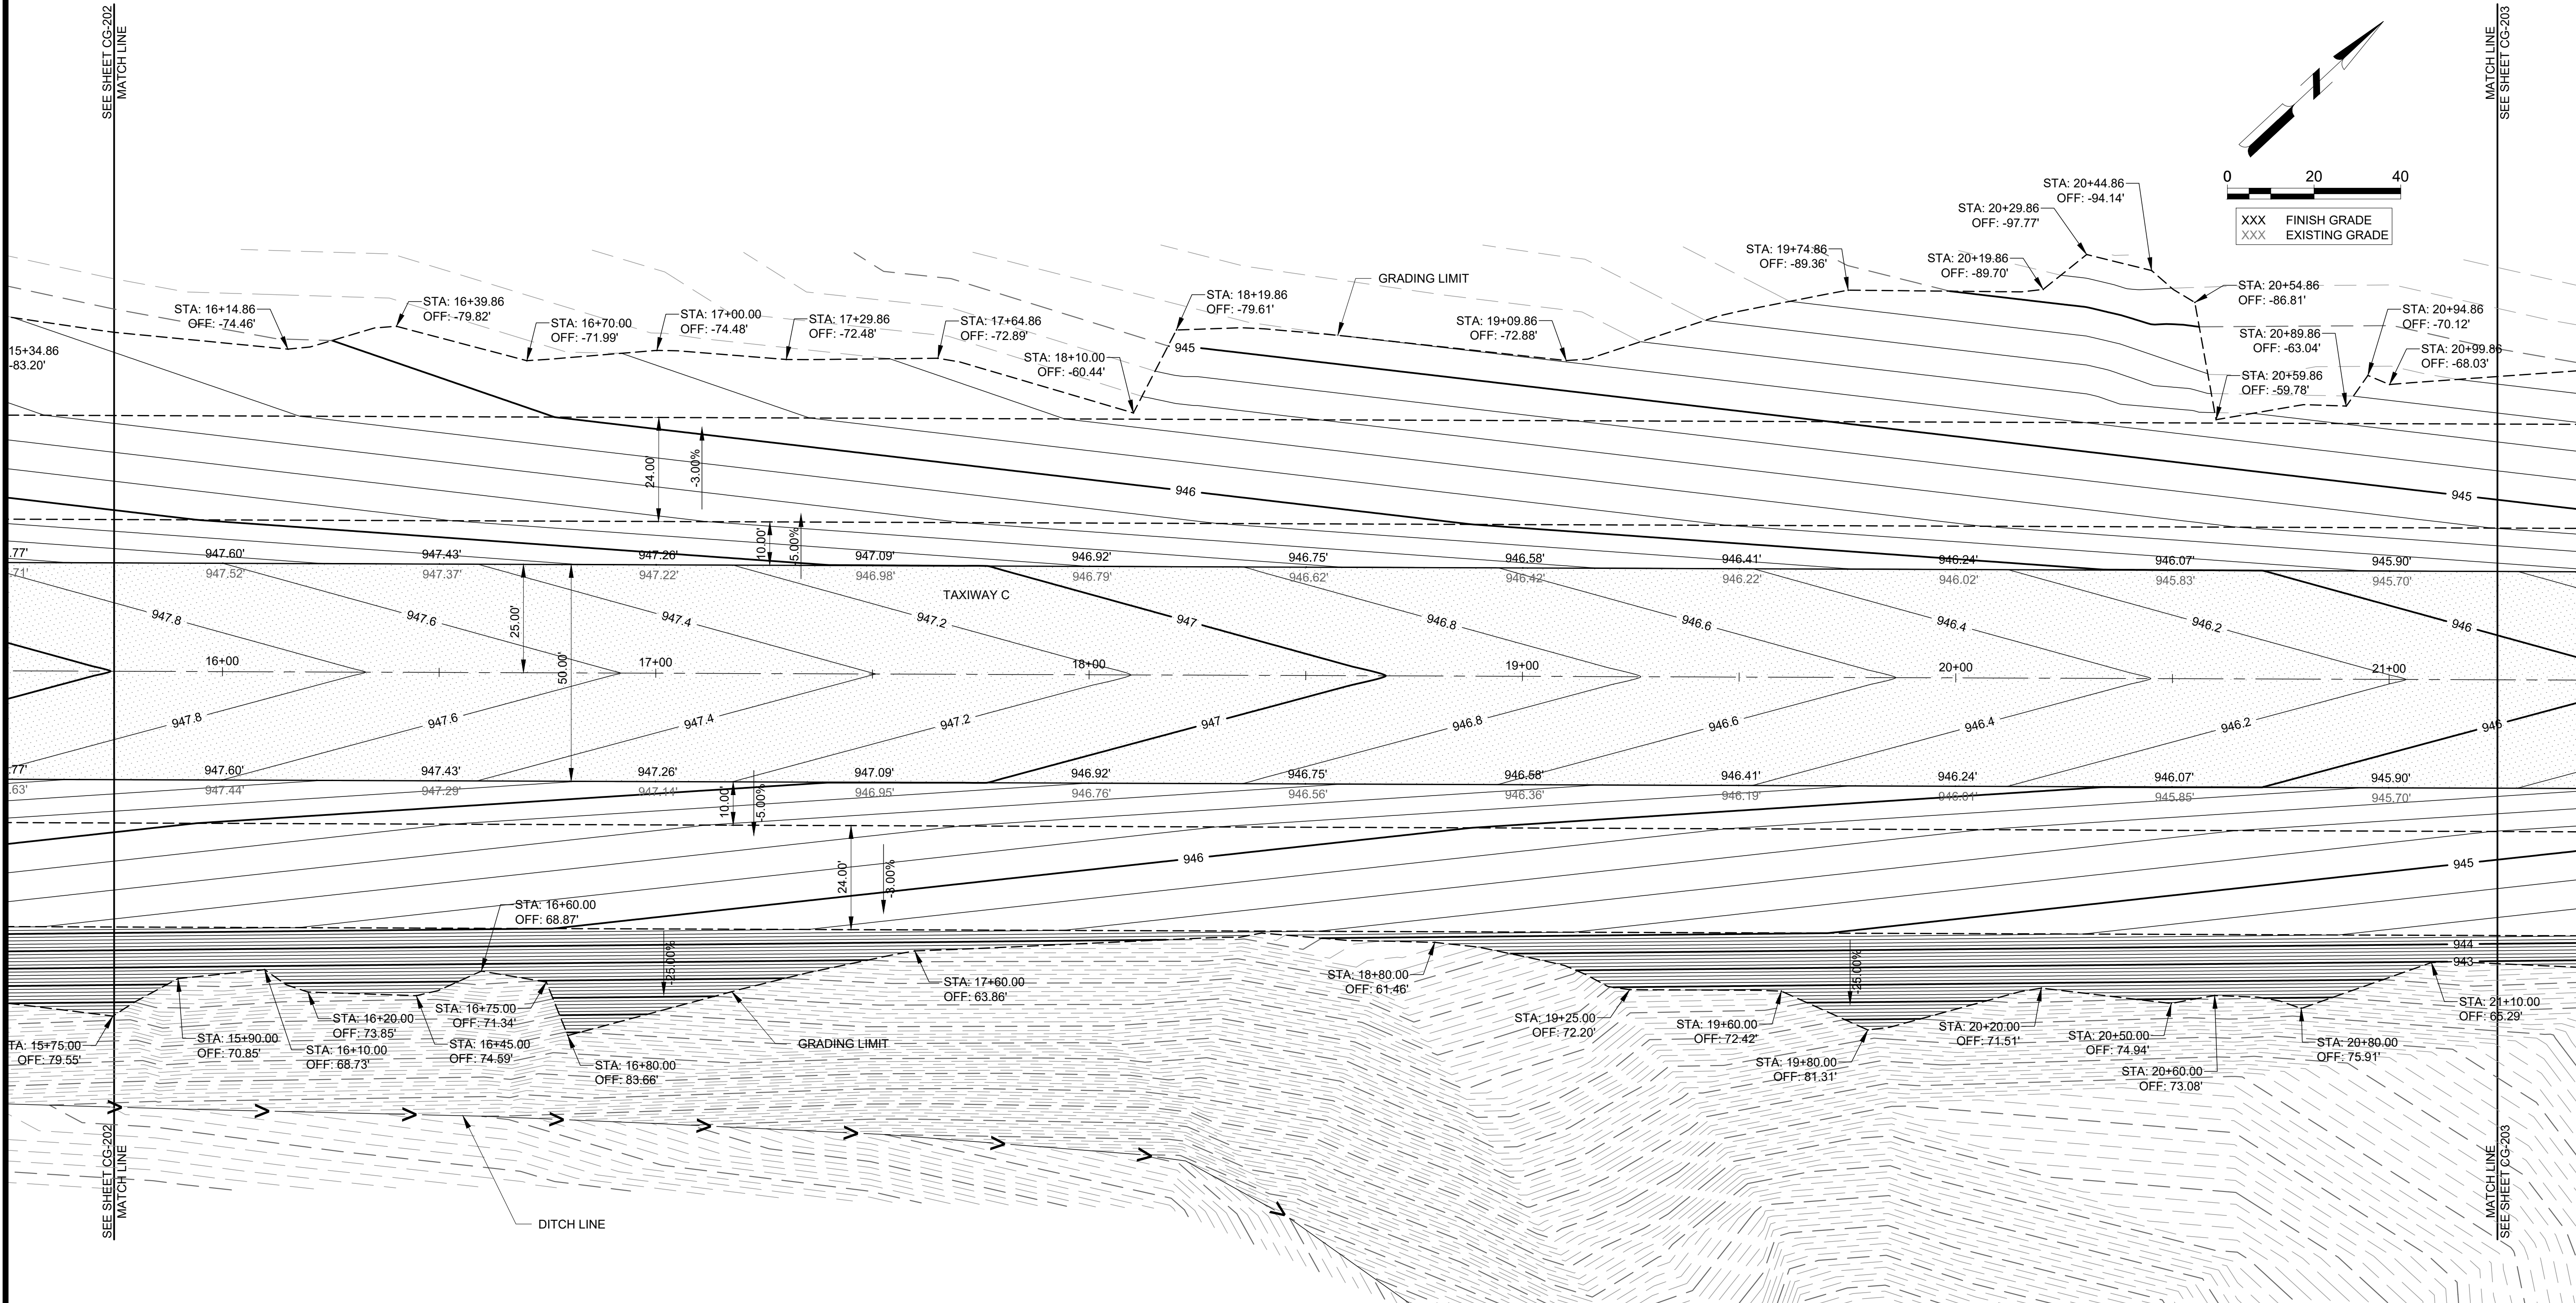 SEE SHEET CG-202
MATCH LINE
MATCH LINE
SEE SHEET CG-203
N
0 20 40
XXX FINISH GRADE
XXX EXISTING GRADE
STA: 20+44.86
OFF: -94.14'
STA: 20+29.86
OFF: -97.77'
STA: 19+74.86
OFF: -89.36'
STA: 20+19.86
OFF: -89.70'
STA: 20+54.86
OFF: -86.81'
GRADING LIMIT
STA: 16+14.86
OFF: -74.46'
STA: 16+39.86
OFF: -79.82'
STA: 16+70.00
OFF: -71.99'
STA: 17+00.00
OFF: -74.48'
STA: 17+29.86
OFF: -72.48'
STA: 17+64.86
OFF: -72.89'
STA: 18+10.00
OFF: -60.44'
STA: 18+19.86
OFF: -79.61'
STA: 19+09.86
OFF: -72.88'
STA: 20+94.86
OFF: -70.12'
STA: 20+89.86
OFF: -63.04'
STA: 20+99.86
OFF: -68.03'
STA: 20+59.86
OFF: -59.78'
15+34.86
-83.20'
945
24.00'
-3.00%
946
945
10.00'
-5.00%
.77' 947.60' 947.43' 947.26' 947.09' 946.92' 946.75' 946.58' 946.41' 946.24' 946.07' 945.90'
.71' 947.52' 947.37' 947.22' 946.98' 946.79' 946.62' 946.42' 946.22' 946.02' 945.83' 945.70'
TAXIWAY C
25.00'
50.00'
947.8 947.6 947.4 947.2 947 946.8 946.6 946.4 946.2 946
16+00 17+00 18+00 19+00 20+00 21+00
947.8 947.6 947.4 947.2 947 946.8 946.6 946.4 946.2 946
.77' 947.60' 947.43' 947.26' 947.09' 946.92' 946.75' 946.58' 946.41' 946.24' 946.07' 945.90'
.63' 947.44' 947.29' 947.14' 946.95' 946.76' 946.56' 946.36' 946.19' 946.01' 945.85' 945.70'
10.00'
-5.00%
24.00'
-3.00%
946
945
STA: 16+60.00
OFF: 68.87'
-25.00%
-25.00%
944
943
STA: 15+75.00
OFF: 79.55'
STA: 15+90.00
OFF: 70.85'
STA: 16+10.00
OFF: 68.73'
STA: 16+20.00
OFF: 73.85'
STA: 16+45.00
OFF: 74.59'
STA: 16+75.00
OFF: 71.34'
STA: 16+80.00
OFF: 83.66'
GRADING LIMIT
STA: 17+60.00
OFF: 63.86'
STA: 18+80.00
OFF: 61.46'
STA: 19+25.00
OFF: 72.20'
STA: 19+60.00
OFF: 72.42'
STA: 19+80.00
OFF: 81.31'
STA: 20+20.00
OFF: 71.51'
STA: 20+50.00
OFF: 74.94'
STA: 20+60.00
OFF: 73.08'
STA: 20+80.00
OFF: 75.91'
STA: 21+10.00
OFF: 65.29'
DITCH LINE
SEE SHEET CG-202
MATCH LINE
MATCH LINE
SEE SHEET CG-203